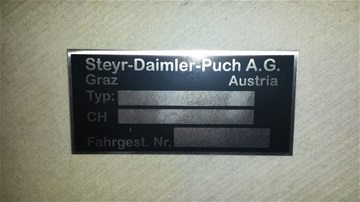 Steyr-Daimler-Puch A.G.
Graz Austria
Typ:
CH
Fahrgest. Nr.